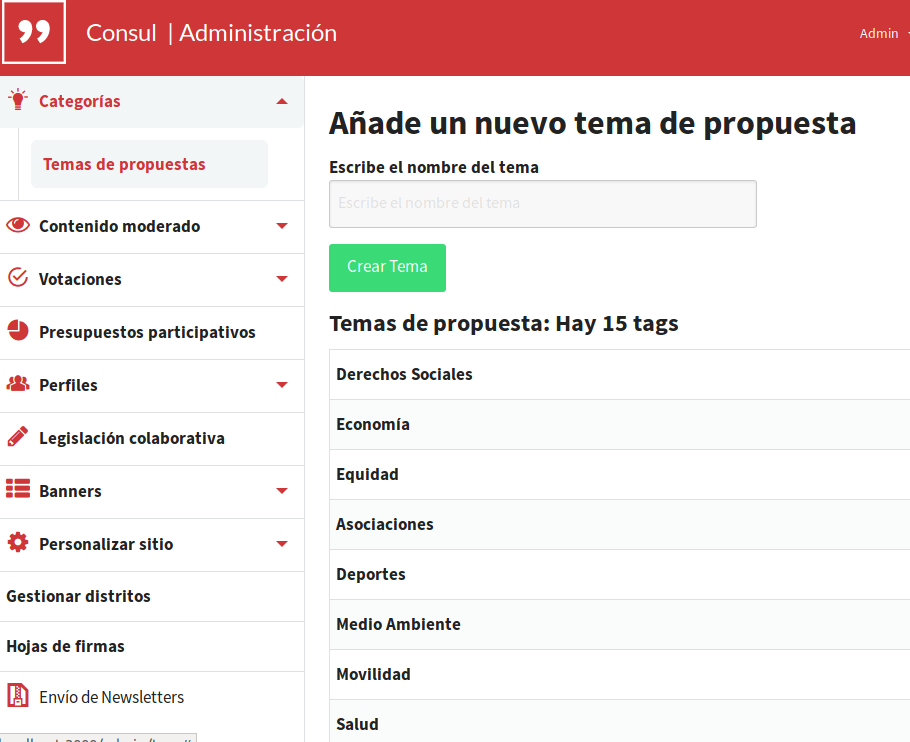 Consul | Administración
Admin
Categorías
Temas de propuestas
Contenido moderado
Votaciones
Presupuestos participativos
Perfiles
Legislación colaborativa
Banners
Personalizar sitio
Gestionar distritos
Hojas de firmas
Envío de Newsletters
Añade un nuevo tema de propuesta
Escribe el nombre del tema
Escribe el nombre del tema
Crear Tema
Temas de propuesta: Hay 15 tags
Derechos Sociales
Economía
Equidad
Asociaciones
Deportes
Medio Ambiente
Movilidad
Salud